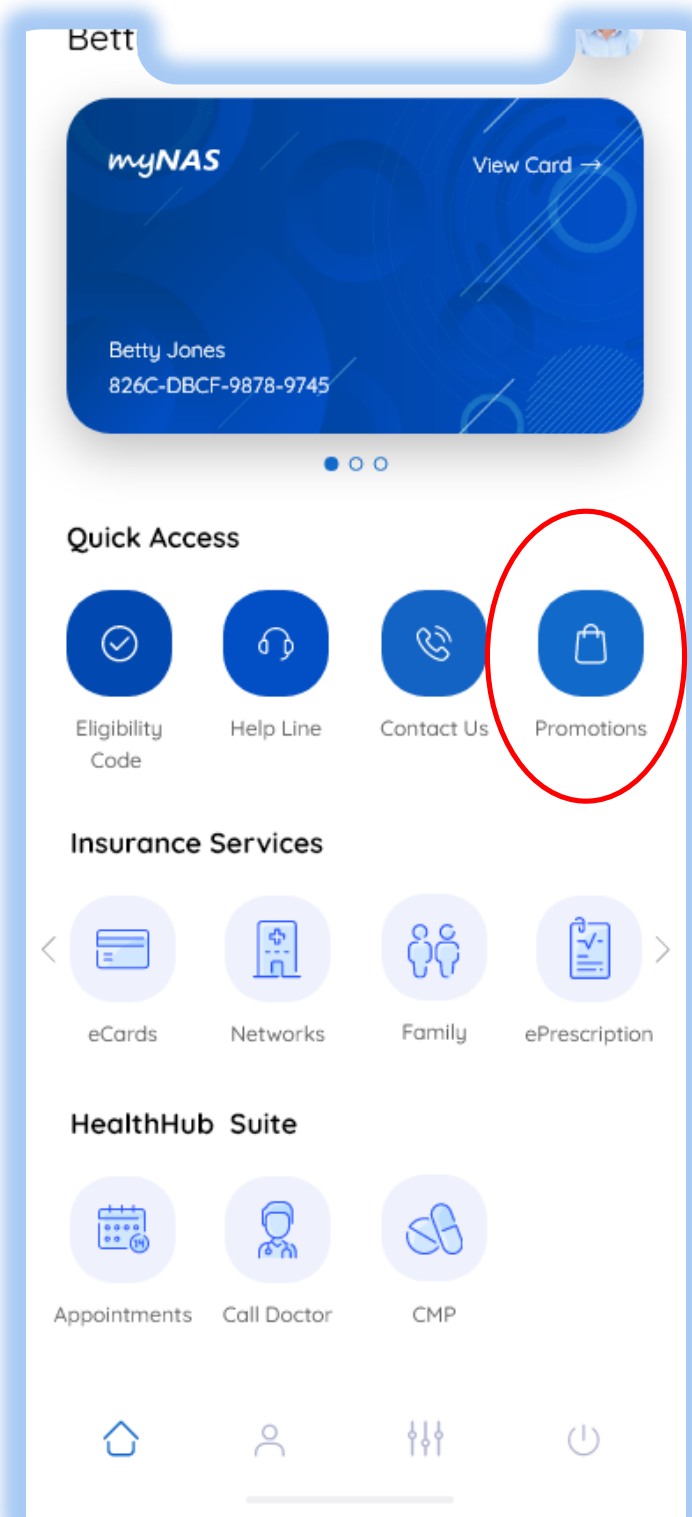 Bett
myNAS
View Card →
Betty Jones
826C-DBCF-9878-9745
Quick Access
Eligibility Code
Help Line
Contact Us
Promotions
Insurance Services
eCards
Networks
Family
ePrescription
HealthHub Suite
14
Appointments
Call Doctor
CMP